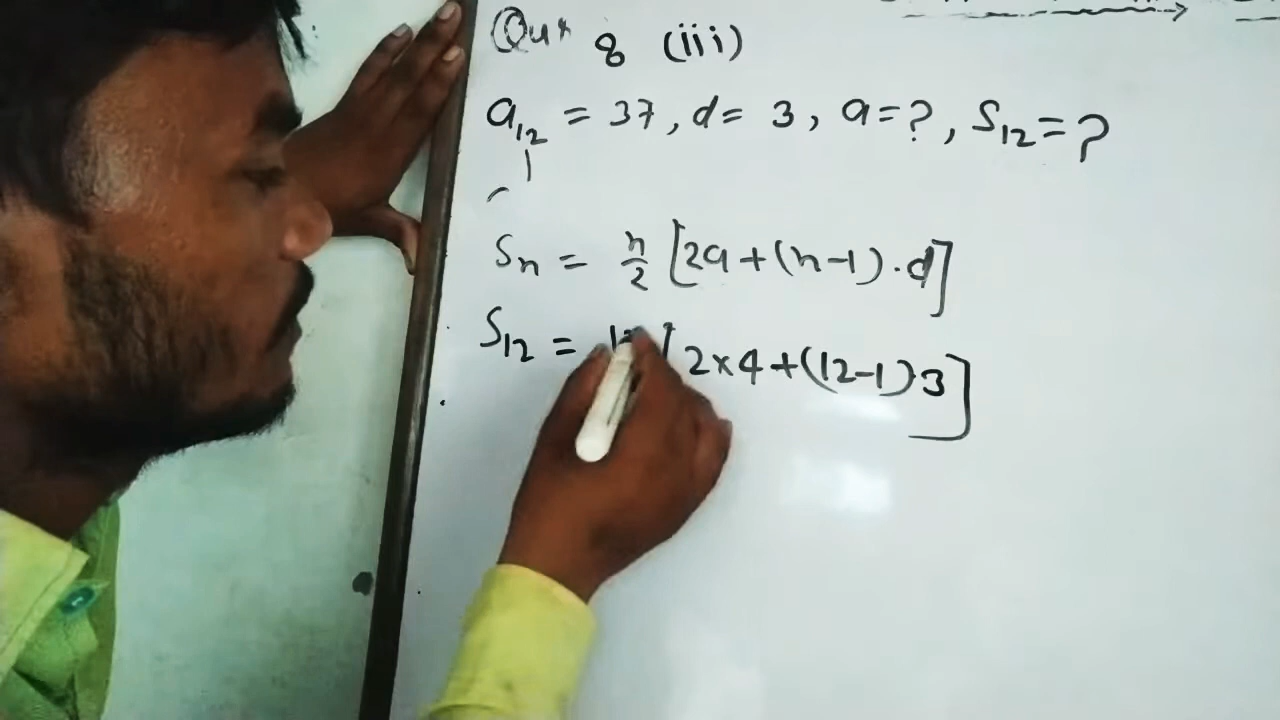 Que 8 (iii)
a₁₂ = 37, d = 3, a = ?, S₁₂ = ?
Sₙ = n/2 [2a + (n-1).d]
S₁₂ = [2×4 + (12-1)3]